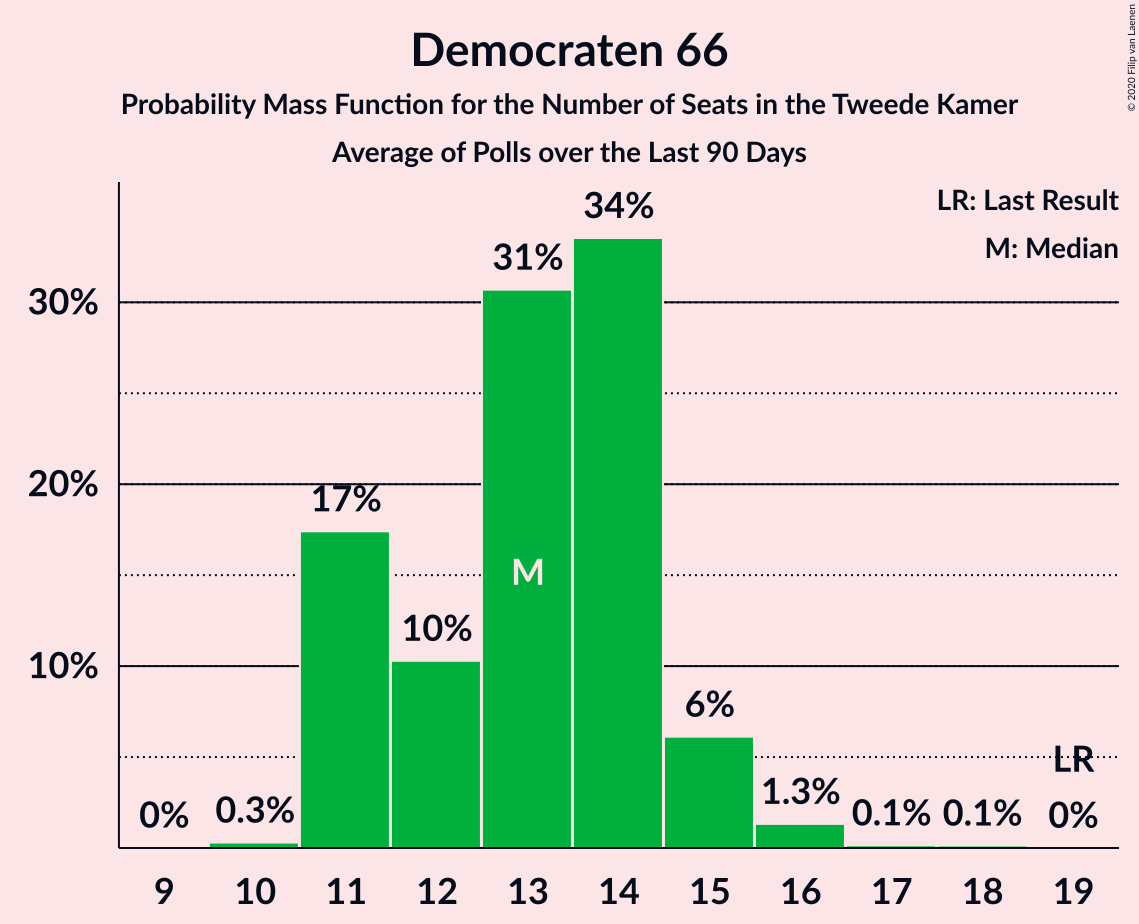 Democraten 66
Probability Mass Function for the Number of Seats in the Tweede Kamer
Average of Polls over the Last 90 Days
© 2020 Filip van Laenen
LR: Last Result
M: Median
34%
31%
30%
20%
17%
M
10%
10%
6%
LR
1.3%
0% 0.3% 0.1% 0.1% 0%
9 10 11 12 13 14 15 16 17 18 19